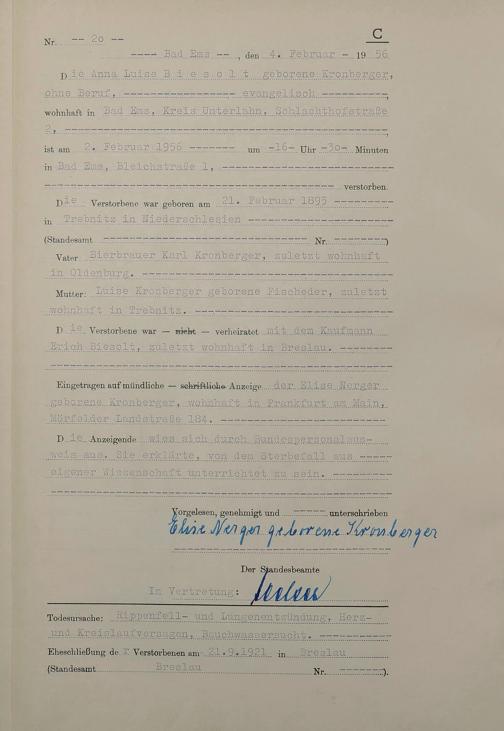 C
Nr. -- 20 --
---- Bad Ems -- , den 4. Februar - 19 56
Die Anna Luise B i e s o l t geborene Kronberger,
ohne Beruf, ---------------- evangelisch ----------,
wohnhaft in Bad Ems, Kreis Unterlahn, Schlachthofstraße
2, ----------------------------------------------,
ist am 2. Februar 1956 ------- um -16- Uhr -30- Minuten
in Bad Ems, Bleichstraße 1, ------------------------
------------------------------------------ verstorben.
Die Verstorbene war geboren am 21. Februar 1895 ---------
in Trebnitz in Niederschlesien ---------------------
(Standesamt ------------------------------ Nr. --------)
Vater: Bierbrauer Karl Kronberger, zuletzt wohnhaft
in Oldenburg. ------------------------------------
Mutter: Luise Kronberger geborene Fischeder, zuletzt
wohnhaft in Trebnitz. ----------------------------
Die Verstorbene war — nicht — verheiratet mit dem Kaufmann
Erich Biesolt, zuletzt wohnhaft in Breslau. --------
--------------------------------------------------
Eingetragen auf mündliche — schriftliche Anzeige der Elise Nerger
geborene Kronberger, wohnhaft in Frankfurt am Main,
Mörfelder Landstraße 184. --------------------------
Die Anzeigende wies sich durch Bundespersonalaus-
weis aus. Sie erklärte, von dem Sterbefall aus -----
eigener Wissenschaft unterrichtet zu sein. ---------
--------------------------------------------------
Vorgelesen, genehmigt und ----- unterschrieben
Elise Nerger geborene Kronberger
--------------------------------
Der Standesbeamte
In Vertretung:
Todesursache: Rippenfell- und Lungenentzündung, Herz-
und Kreislaufversagen, Bauchwassersucht. -----------
Eheschließung der Verstorbenen am 21.9.1921 in Breslau
(Standesamt Breslau Nr. -------).